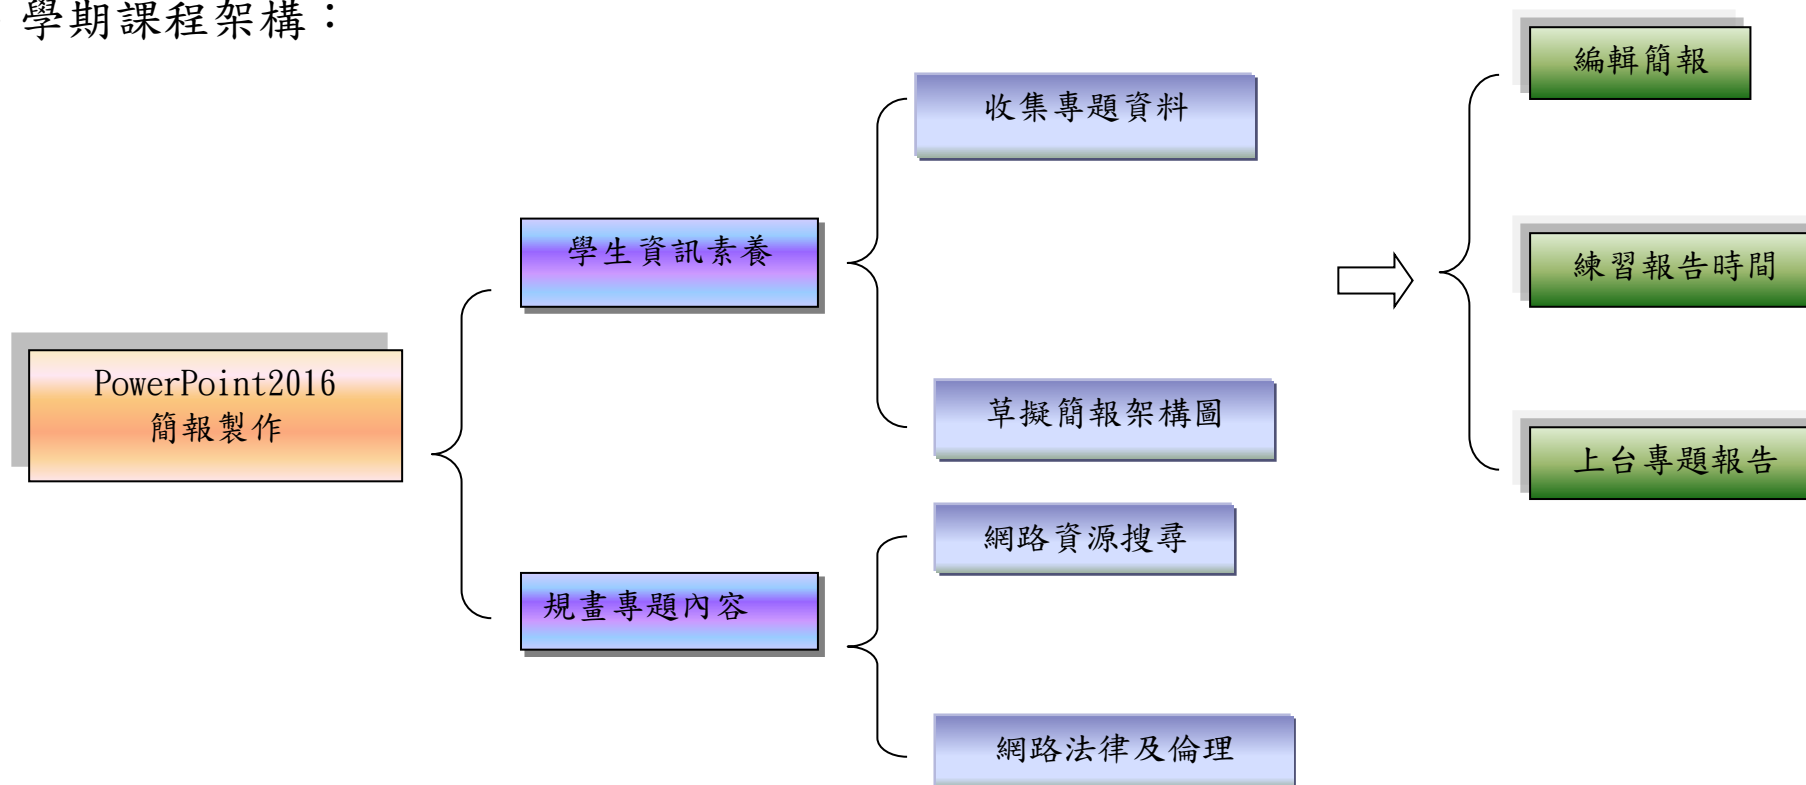 學期課程架構：
PowerPoint2016
簡報製作
學生資訊素養
收集專題資料
草擬簡報架構圖
規畫專題內容
網路資源搜尋
網路法律及倫理
編輯簡報
練習報告時間
上台專題報告